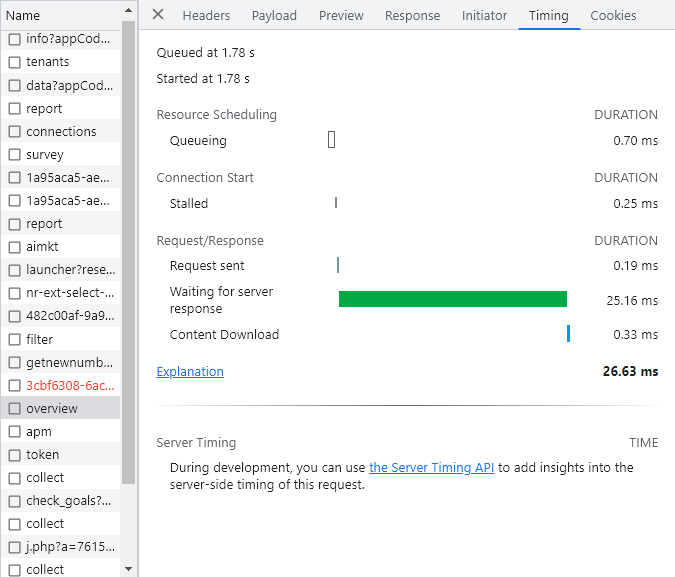 Name
info?appCod...
tenants
data?appCod...
report
connections
survey
1a95aca5-ae...
1a95aca5-ae...
report
aimkt
launcher?rese...
nr-ext-select-...
482c00af-9a9...
filter
getnewnumb...
3cbf6308-6ac...
overview
apm
token
collect
check_goals?...
collect
j.php?a=7615...
collect
Headers Payload Preview Response Initiator Timing Cookies
Queued at 1.78 s
Started at 1.78 s
Resource Scheduling DURATION
Queueing 0.70 ms
Connection Start DURATION
Stalled 0.25 ms
Request/Response DURATION
Request sent 0.19 ms
Waiting for server
response 25.16 ms
Content Download 0.33 ms
Explanation 26.63 ms
Server Timing TIME
During development, you can use the Server Timing API to add insights into the
server-side timing of this request.